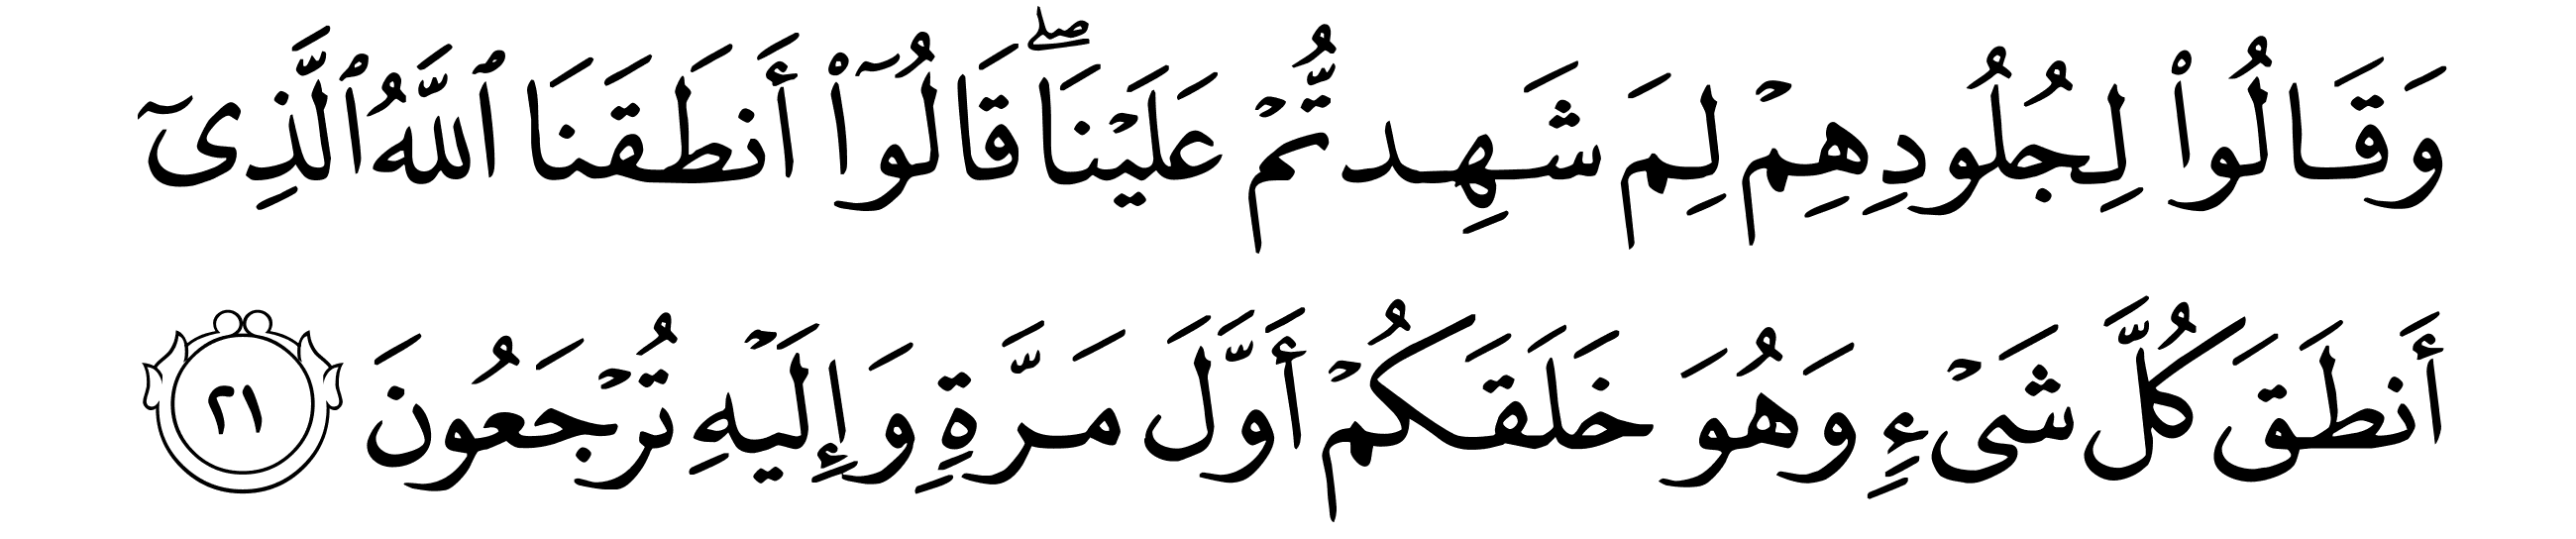 وَقَالُوا۟ لِجُلُودِهِمْ لِمَ شَهِدتُّمْ عَلَيْنَا ۖ قَالُوٓا۟ أَنطَقَنَا ٱللَّهُ ٱلَّذِىٓ
أَنطَقَ كُلَّ شَىْءٍ وَهُوَ خَلَقَكُمْ أَوَّلَ مَرَّةٍ وَإِلَيْهِ تُرْجَعُونَ ٢١